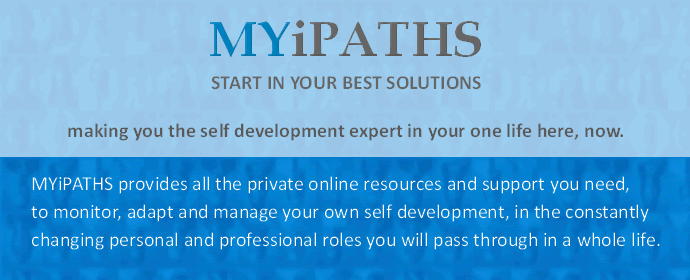 MYiPATHS
START IN YOUR BEST SOLUTIONS
making you the self development expert in your one life here, now.
MYiPATHS provides all the private online resources and support you need,
to monitor, adapt and manage your own self development, in the constantly
changing personal and professional roles you will pass through in a whole life.